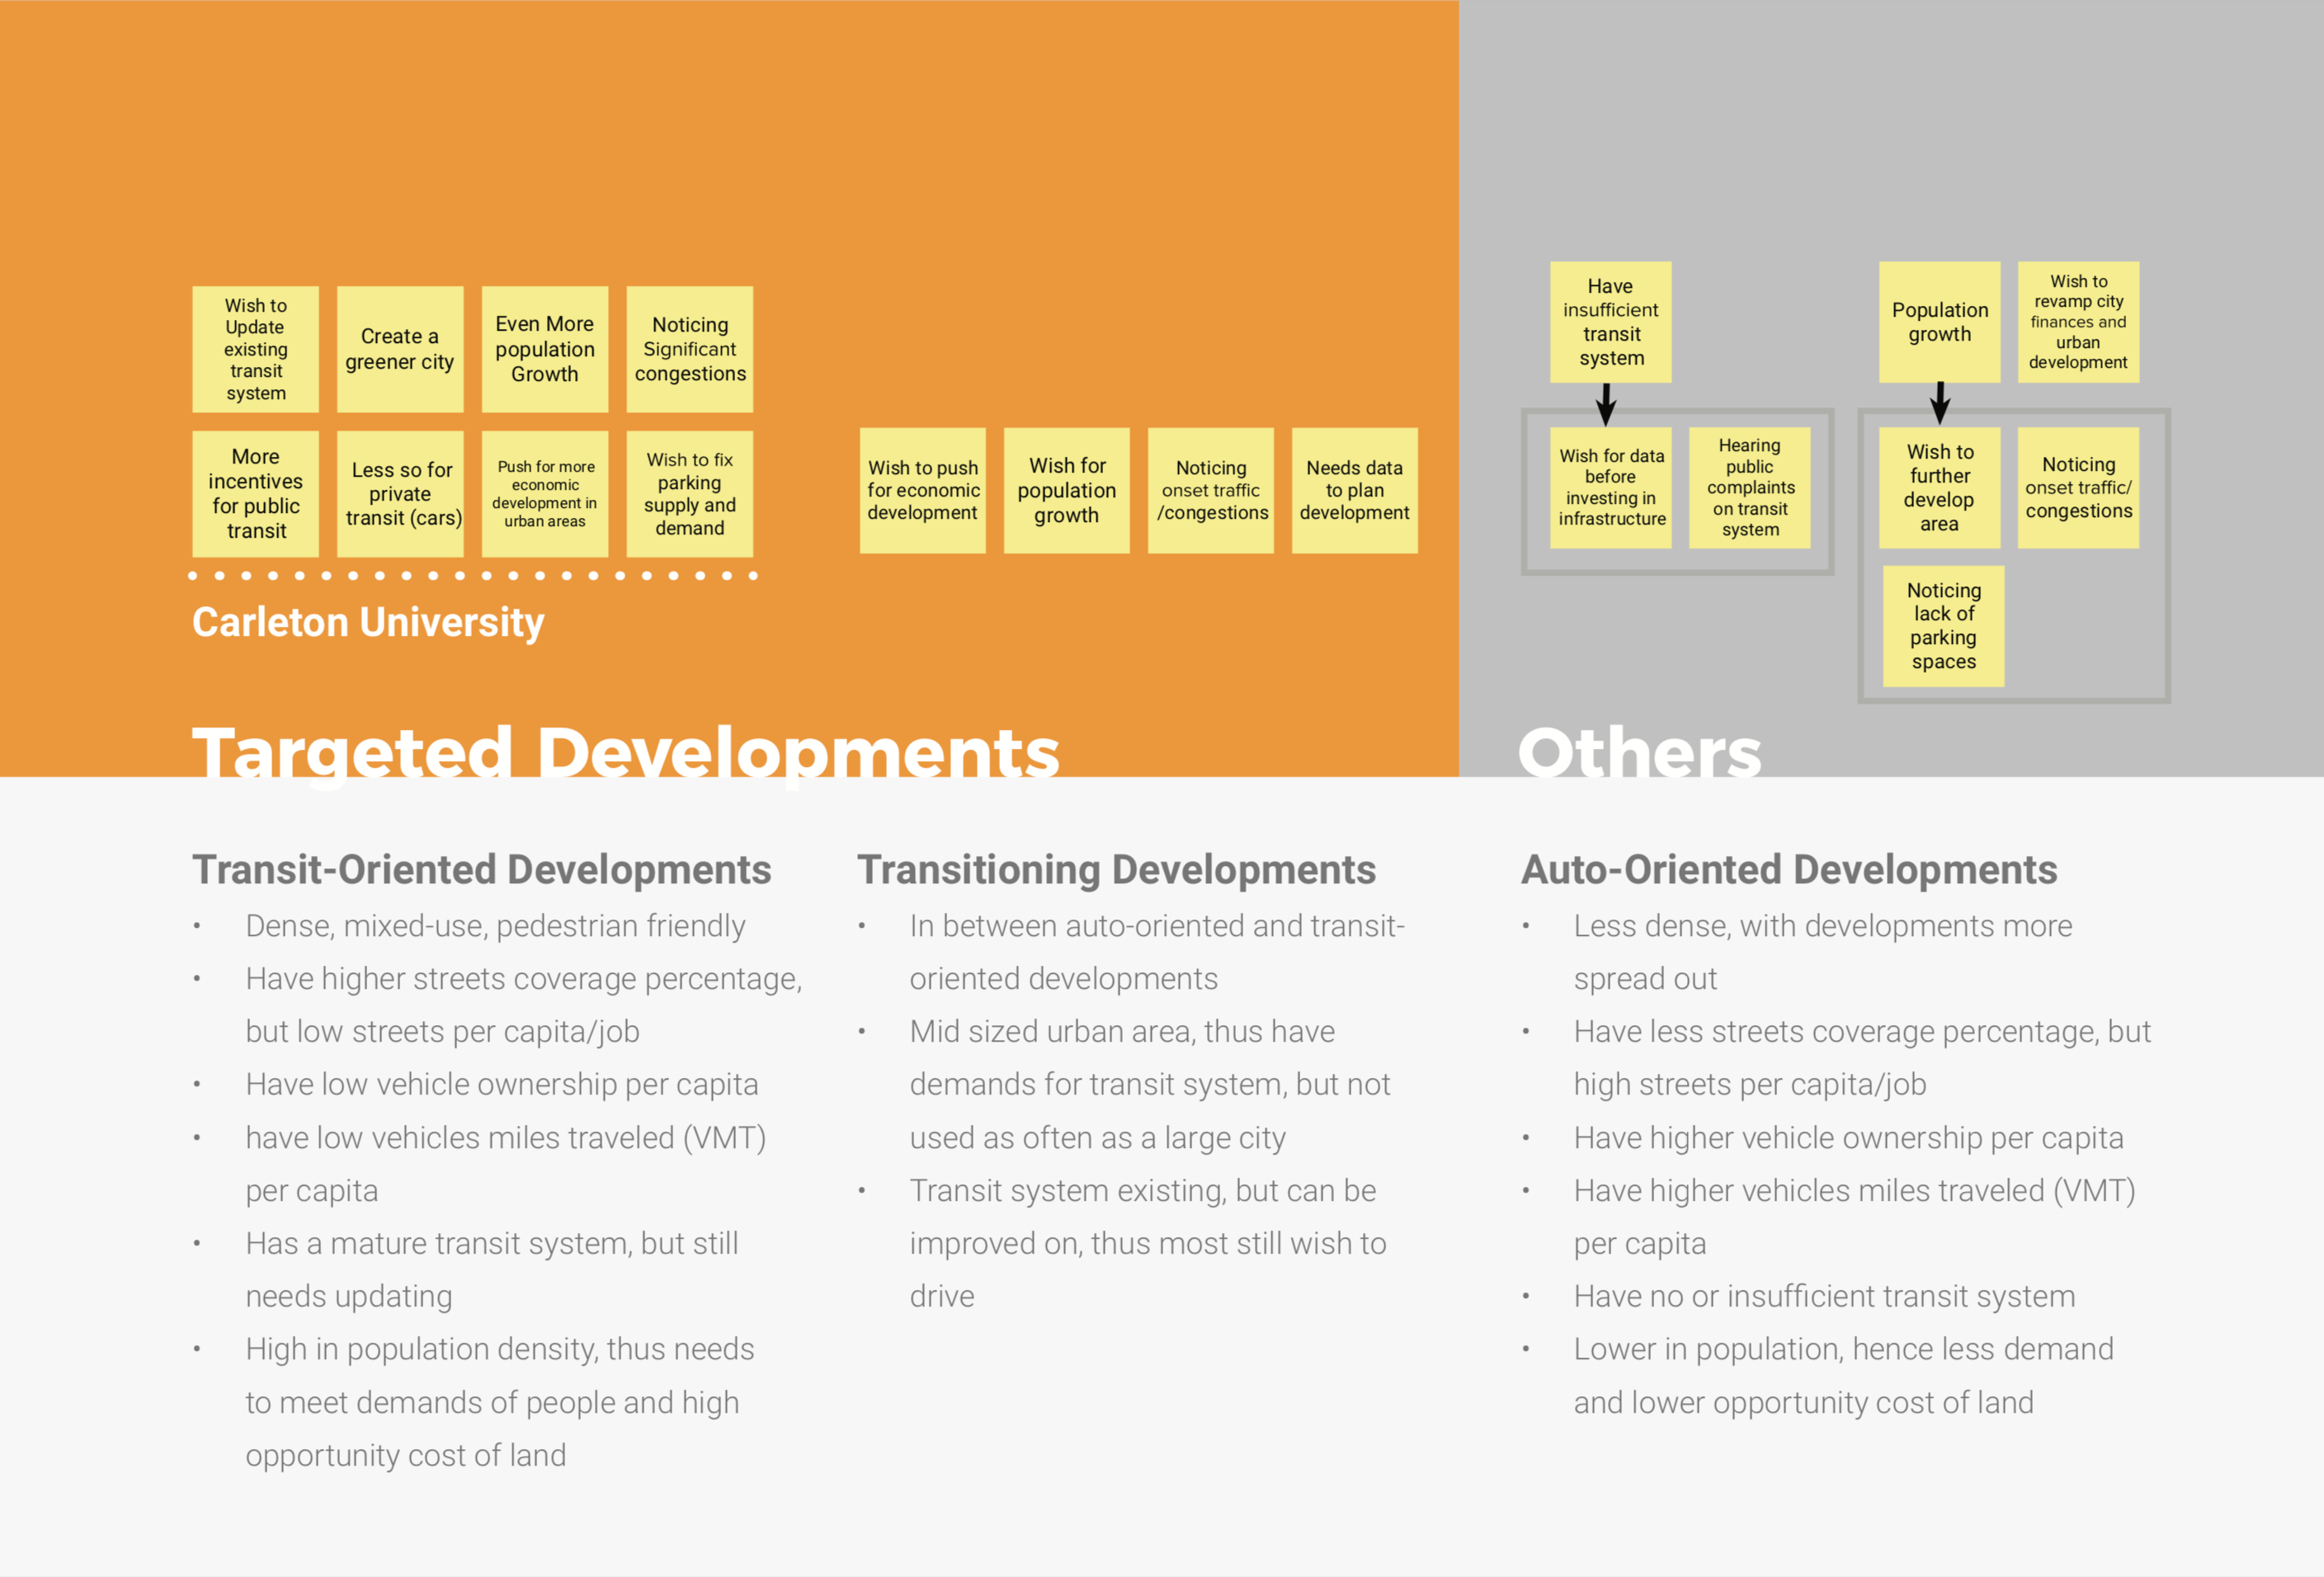 Wish to
Update
existing
transit
system
Create a
greener city
Even More
population
Growth
Noticing
Significant
congestions
More
incentives
for public
transit
Less so for
private
transit (cars)
Push for more
economic
development in
urban areas
Wish to fix
parking
supply and
demand
Carleton University
Wish to push
for economic
development
Wish for
population
growth
Noticing
onset traffic
/congestions
Needs data
to plan
development
Have
insufficient
transit
system
Wish for data
before
investing in
infrastructure
Hearing
public
complaints
on transit
system
Population
growth
Wish to
revamp city
finances and
urban
development
Wish to
further
develop
area
Noticing
onset traffic/
congestions
Noticing
lack of
parking
spaces
Targeted Developments
Others
Transit-Oriented Developments
• Dense, mixed-use, pedestrian friendly
• Have higher streets coverage percentage,
but low streets per capita/job
• Have low vehicle ownership per capita
• have low vehicles miles traveled (VMT)
per capita
• Has a mature transit system, but still
needs updating
• High in population density, thus needs
to meet demands of people and high
opportunity cost of land
Transitioning Developments
• In between auto-oriented and transit-
oriented developments
• Mid sized urban area, thus have
demands for transit system, but not
used as often as a large city
• Transit system existing, but can be
improved on, thus most still wish to
drive
Auto-Oriented Developments
• Less dense, with developments more
spread out
• Have less streets coverage percentage, but
high streets per capita/job
• Have higher vehicle ownership per capita
• Have higher vehicles miles traveled (VMT)
per capita
• Have no or insufficient transit system
• Lower in population, hence less demand
and lower opportunity cost of land